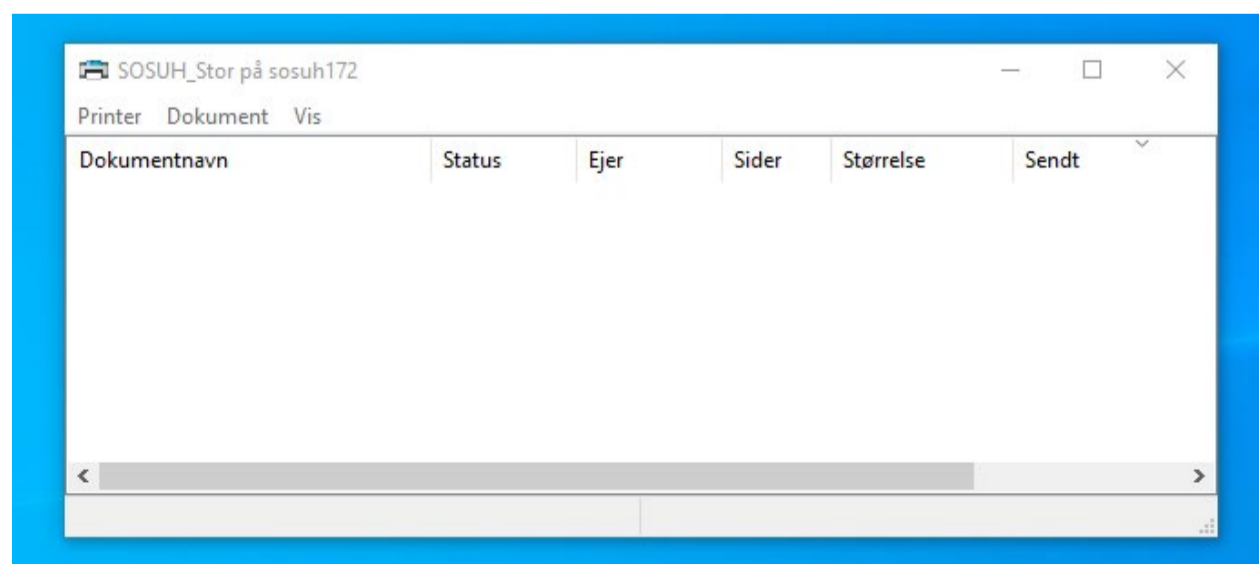 SOSUH_Stor på sosuh172
Printer Dokument Vis
Dokumentnavn Status Ejer Sider Størrelse Sendt